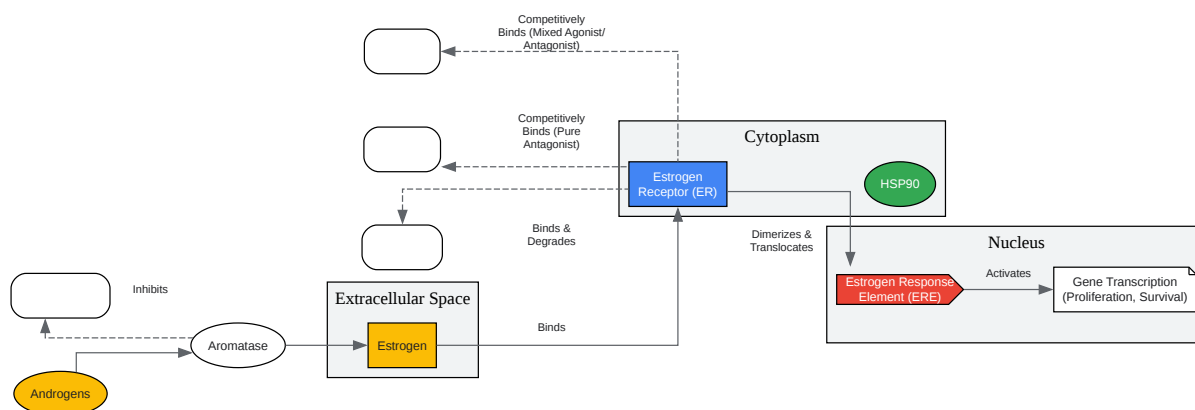 Competitively
Binds (Mixed Agonist/
Antagonist)
Competitively
Binds (Pure
Antagonist)
Cytoplasm
Estrogen
Receptor (ER)
HSP90
Binds &
Degrades
Dimerizes &
Translocates
Nucleus
Estrogen Response
Element (ERE)
Activates
Gene Transcription
(Proliferation, Survival)
Inhibits
Extracellular Space
Aromatase
Estrogen
Binds
Androgens